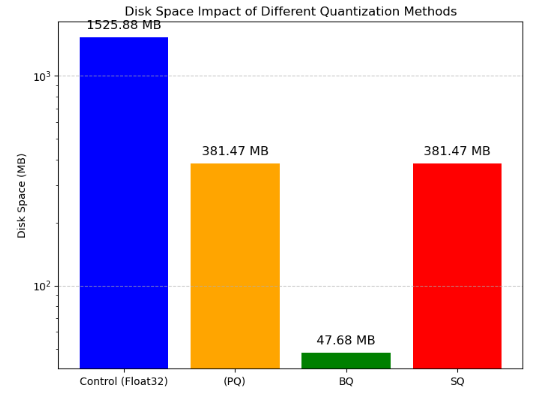 Disk Space Impact of Different Quantization Methods
1525.88 MB
10³
381.47 MB
381.47 MB
Disk Space (MB)
10²
47.68 MB
Control (Float32)
(PQ)
BQ
SQ